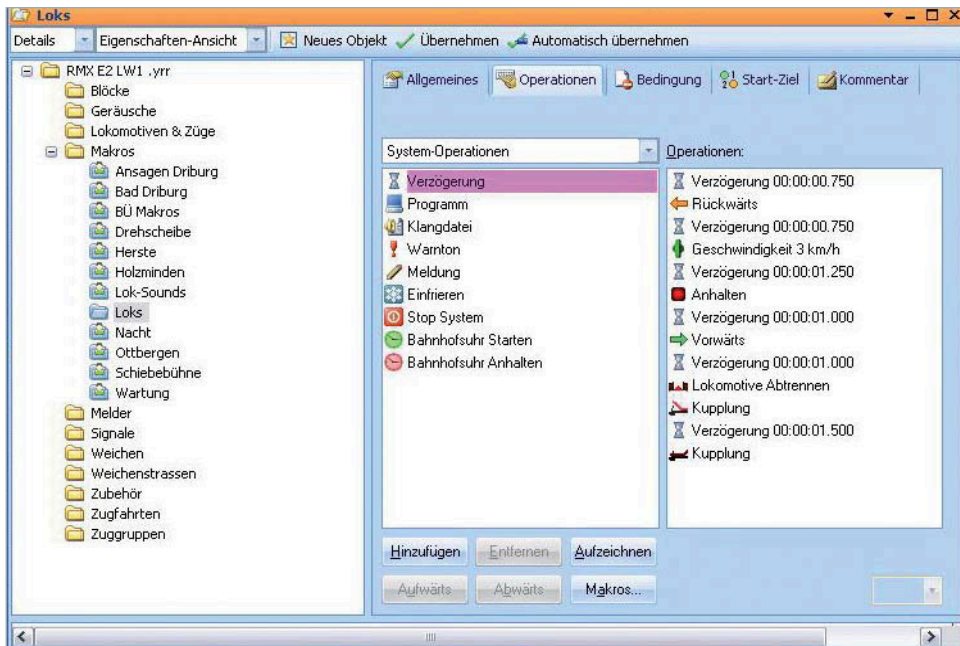 Loks
Details Eigenschaften-Ansicht Neues Objekt Übernehmen Automatisch übernehmen
RMX E2 LW1 .yrr
Blöcke
Geräusche
Lokomotiven & Züge
Makros
Ansagen Driburg
Bad Driburg
BÜ Makros
Drehscheibe
Herste
Holzminden
Lok-Sounds
Loks
Nacht
Ottbergen
Schiebebühne
Wartung
Melder
Signale
Weichen
Weichenstrassen
Zubehör
Zugfahrten
Zuggruppen
Allgemeines Operationen Bedingung Start-Ziel Kommentar
System-Operationen
Verzögerung
Programm
Klangdatei
Warnton
Meldung
Einfrieren
Stop System
Bahnhofsuhr Starten
Bahnhofsuhr Anhalten
Operationen:
Verzögerung 00:00:00.750
Rückwärts
Verzögerung 00:00:00.750
Geschwindigkeit 3 km/h
Verzögerung 00:00:01.250
Anhalten
Verzögerung 00:00:01.000
Vorwärts
Verzögerung 00:00:01.000
Lokomotive Abtrennen
Kupplung
Verzögerung 00:00:01.500
Kupplung
Hinzufügen Entfernen Aufzeichnen
Aufwärts Abwärts Makros...